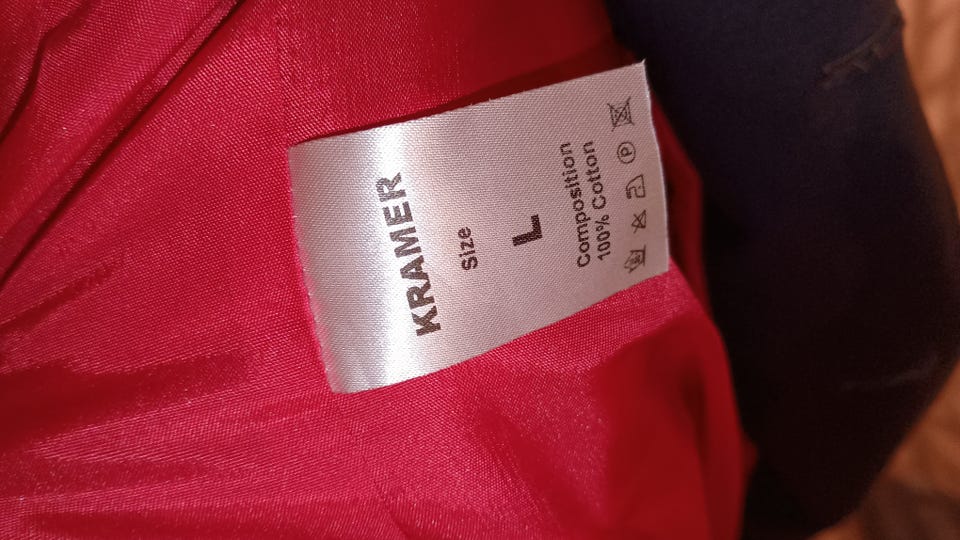 KRAMER
Size
L
Composition
100% Cotton
P